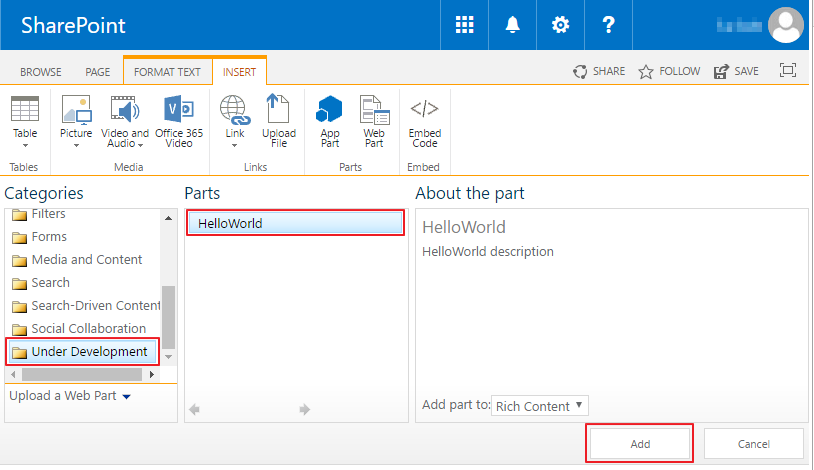 SharePoint
?
BROWSE PAGE FORMAT TEXT INSERT SHARE FOLLOW SAVE
Table Picture Video and Audio Office 365 Video Link Upload File App Part Web Part Embed Code
Tables Media Links Parts Embed
Categories
Filters
Forms
Media and Content
Search
Search-Driven Content
Social Collaboration
Under Development
Upload a Web Part
Parts
HelloWorld
About the part
HelloWorld
HelloWorld description
Add part to: Rich Content
Add Cancel